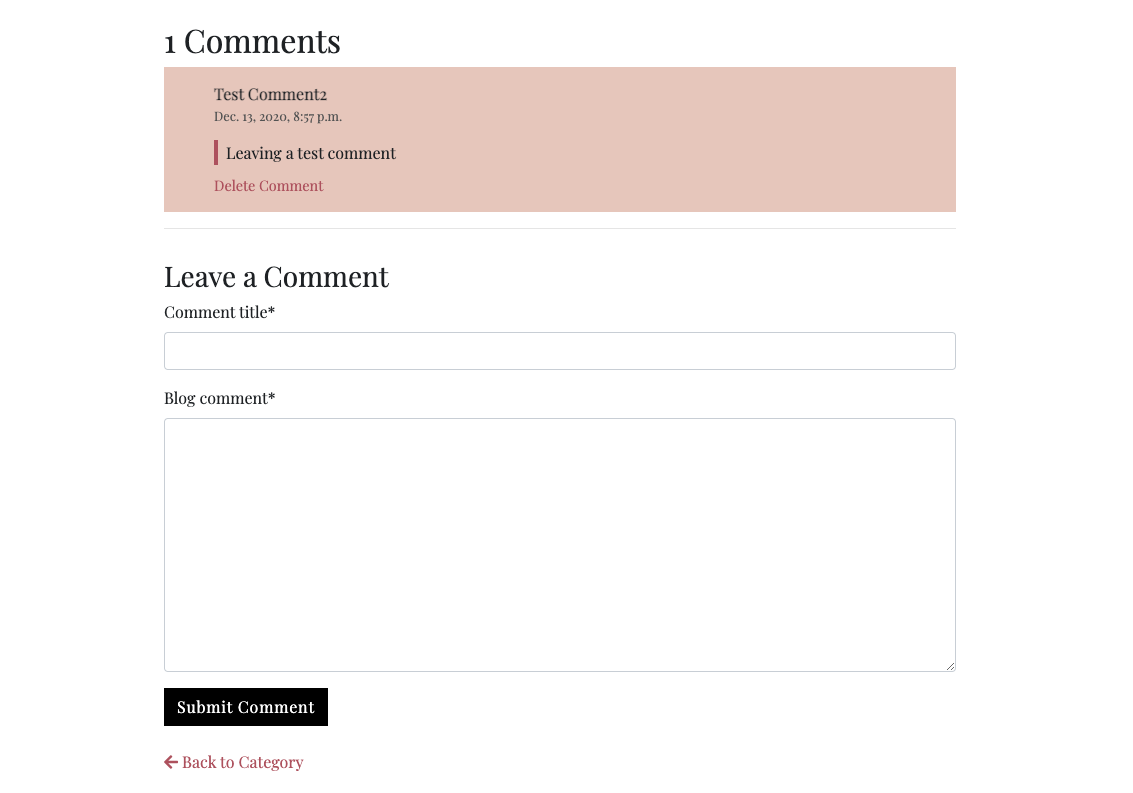 1 Comments
Test Comment2
Dec. 13, 2020, 8:57 p.m.
Leaving a test comment
Delete Comment
Leave a Comment
Comment title*
Blog comment*
Submit Comment
Back to Category